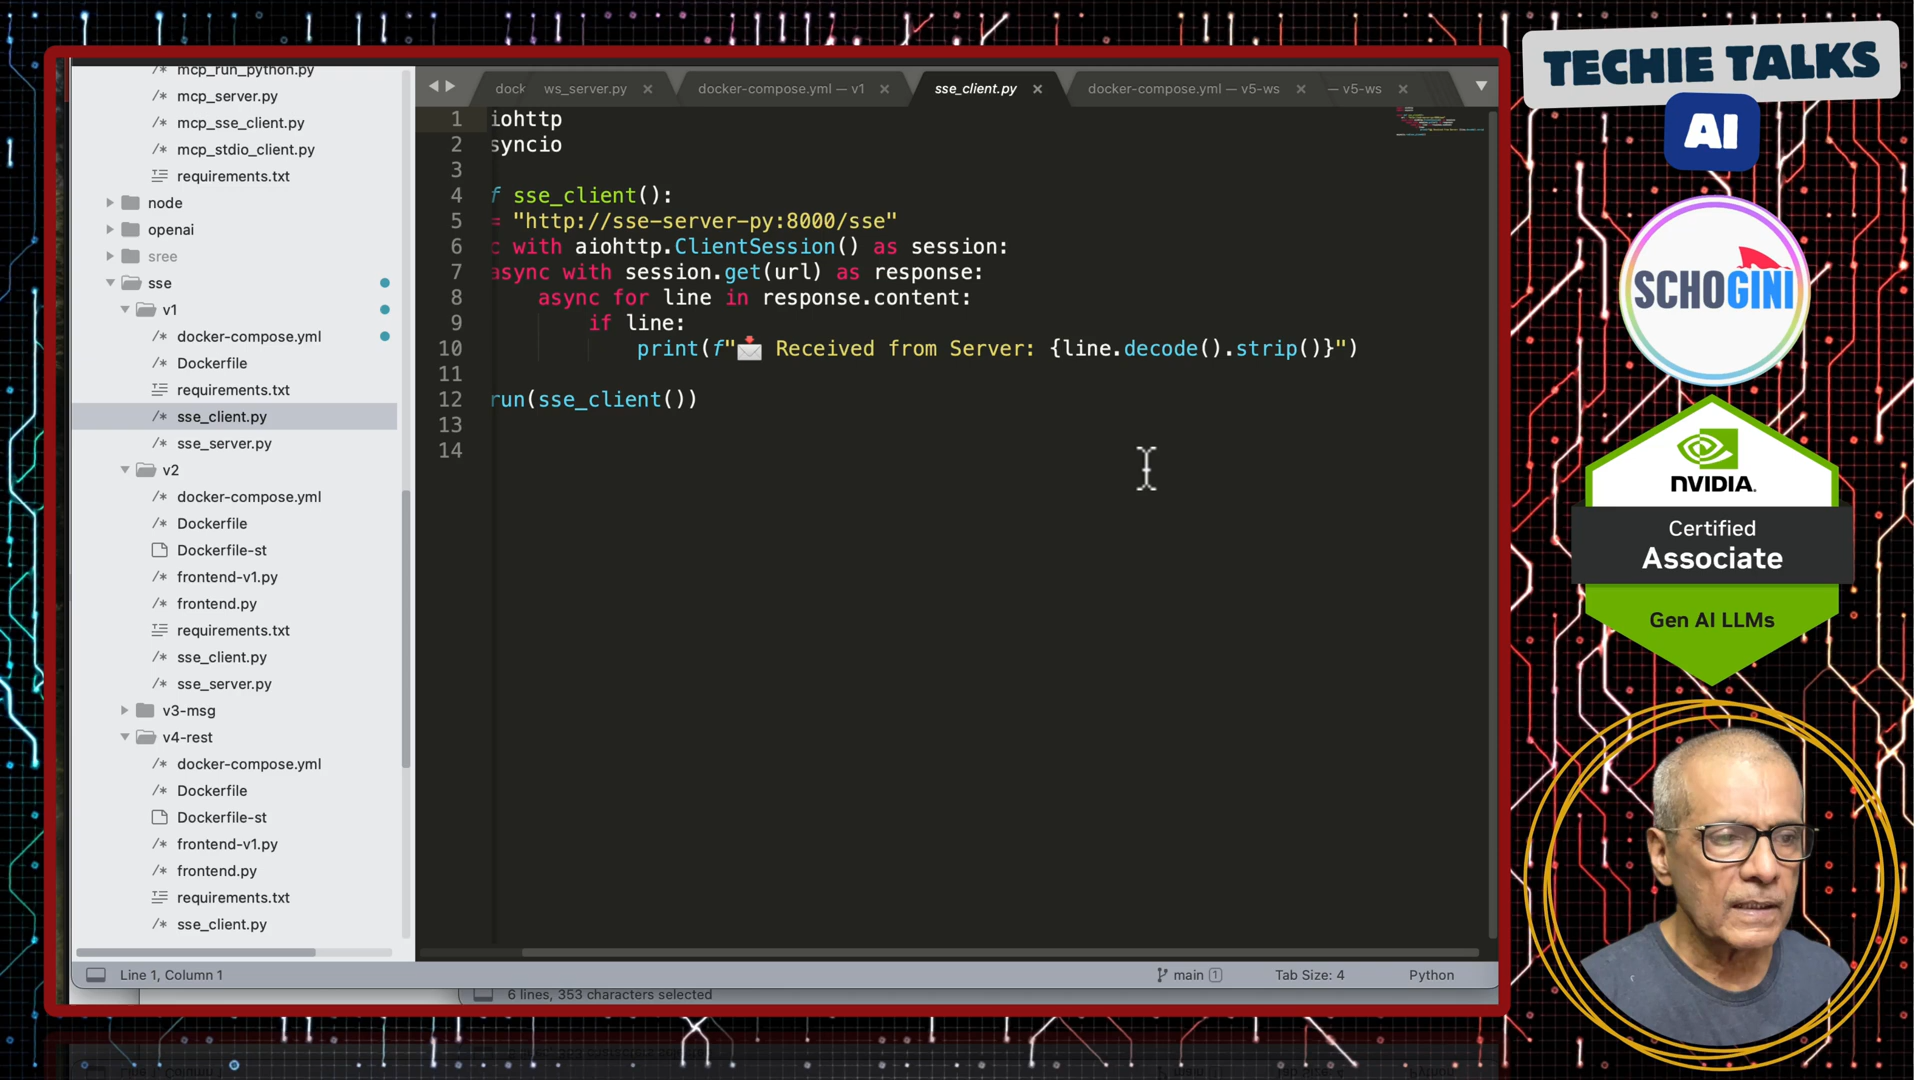 mcp_run_python.py
mcp_server.py
mcp_sse_client.py
mcp_stdio_client.py
requirements.txt
node
openai
sree
sse
v1
docker-compose.yml
Dockerfile
requirements.txt
sse_client.py
sse_server.py
v2
docker-compose.yml
Dockerfile
Dockerfile-st
frontend-v1.py
frontend.py
requirements.txt
sse_client.py
sse_server.py
v3-msg
v4-rest
docker-compose.yml
Dockerfile
Dockerfile-st
frontend-v1.py
frontend.py
requirements.txt
sse_client.py
dock ws_server.py docker-compose.yml — v1 sse_client.py docker-compose.yml — v5-ws — v5-ws
1 iohttp
2 syncio
3
4 f sse_client():
5 = "http://sse-server-py:8000/sse"
6 c with aiohttp.ClientSession() as session:
7 async with session.get(url) as response:
8 async for line in response.content:
9 if line:
10 print(f"📩 Received from Server: {line.decode().strip()}")
11
12 run(sse_client())
13
14
Line 1, Column 1 main 1 Tab Size: 4 Python
6 lines, 353 characters selected
TECHIE TALKS
AI
SCHOGINI
NVIDIA.
Certified
Associate
Gen AI LLMs